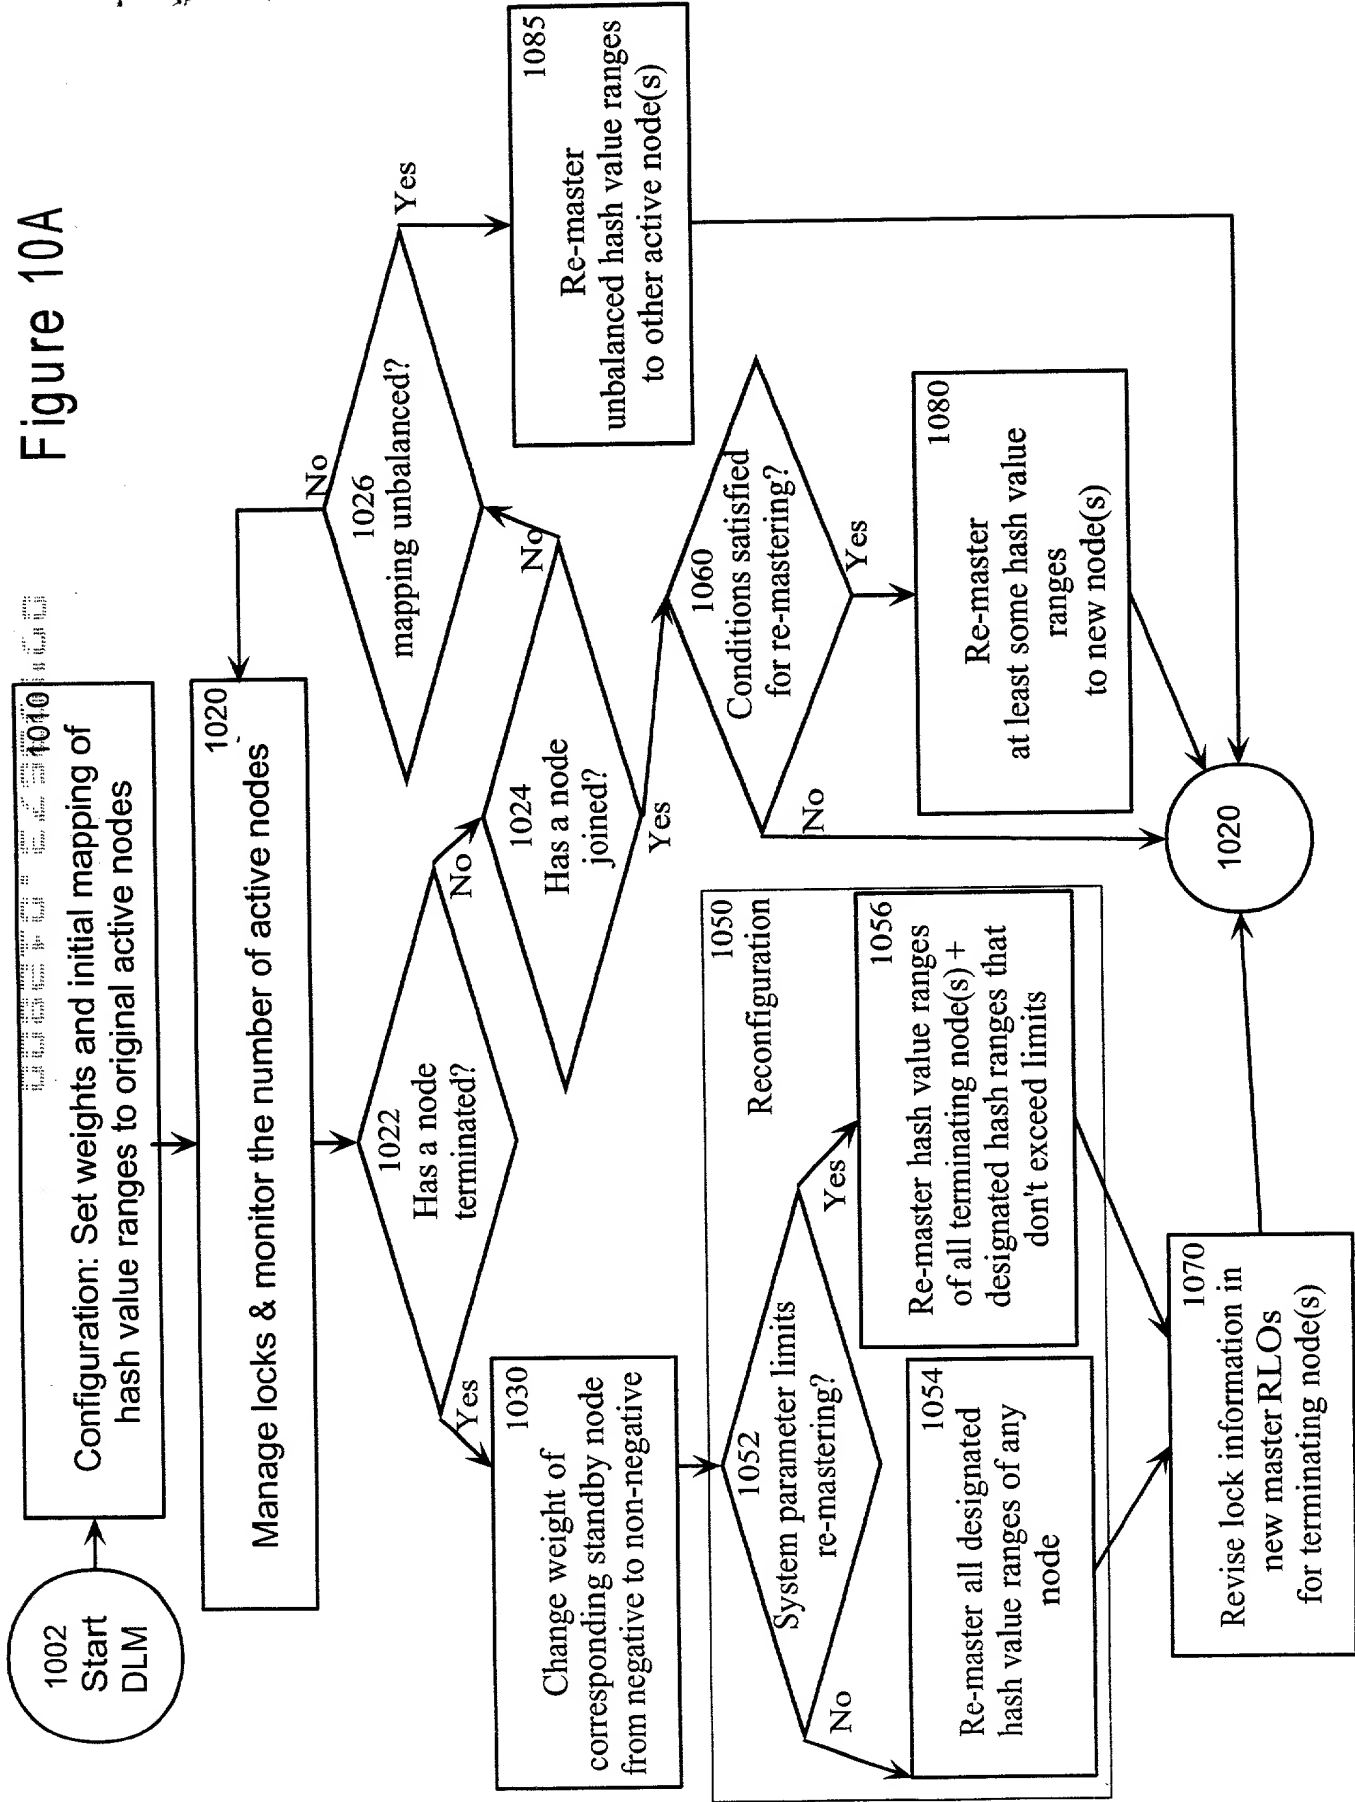 Figure 10A
1002
Start
DLM
1010
Configuration: Set weights and initial mapping of
hash value ranges to original active nodes
1020
Manage locks & monitor the number of active nodes
1022
Has a node
terminated?
Yes
No
1024
Has a node
joined?
Yes
No
1026
mapping unbalanced?
No
Yes
1085
Re-master
unbalanced hash value ranges
to other active node(s)
1030
Change weight of
corresponding standby node
from negative to non-negative
1050
Reconfiguration
1052
System parameter limits
re-mastering?
No
Yes
1054
Re-master all designated
hash value ranges of any
node
1056
Re-master hash value ranges
of all terminating node(s) +
designated hash ranges that
don't exceed limits
1060
Conditions satisfied
for re-mastering?
No
Yes
1080
Re-master
at least some hash value
ranges
to new node(s)
1070
Revise lock information in
new master RLOs
for terminating node(s)
1020